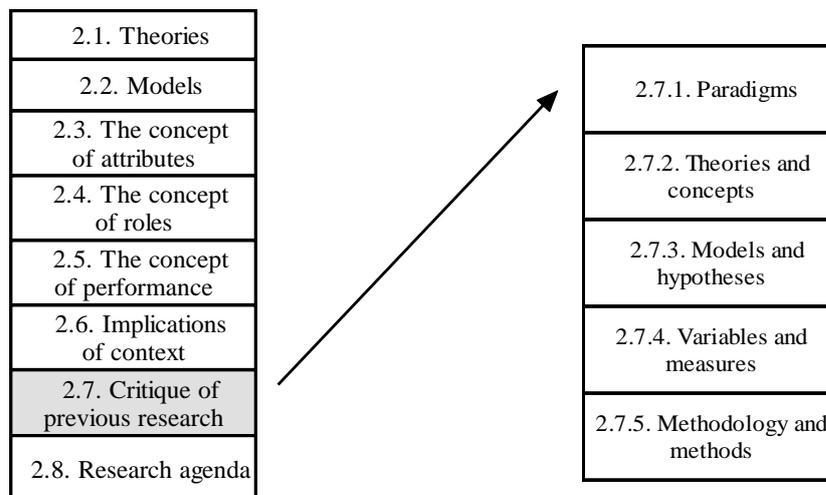 2.1. Theories
2.2. Models
2.3. The concept
of attributes
2.4. The concept
of roles
2.5. The concept
of performance
2.6. Implications
of context
2.7. Critique of
previous research
2.8. Research agenda
2.7.1. Paradigms
2.7.2. Theories and
concepts
2.7.3. Models and
hypotheses
2.7.4. Variables and
measures
2.7.5. Methodology and
methods